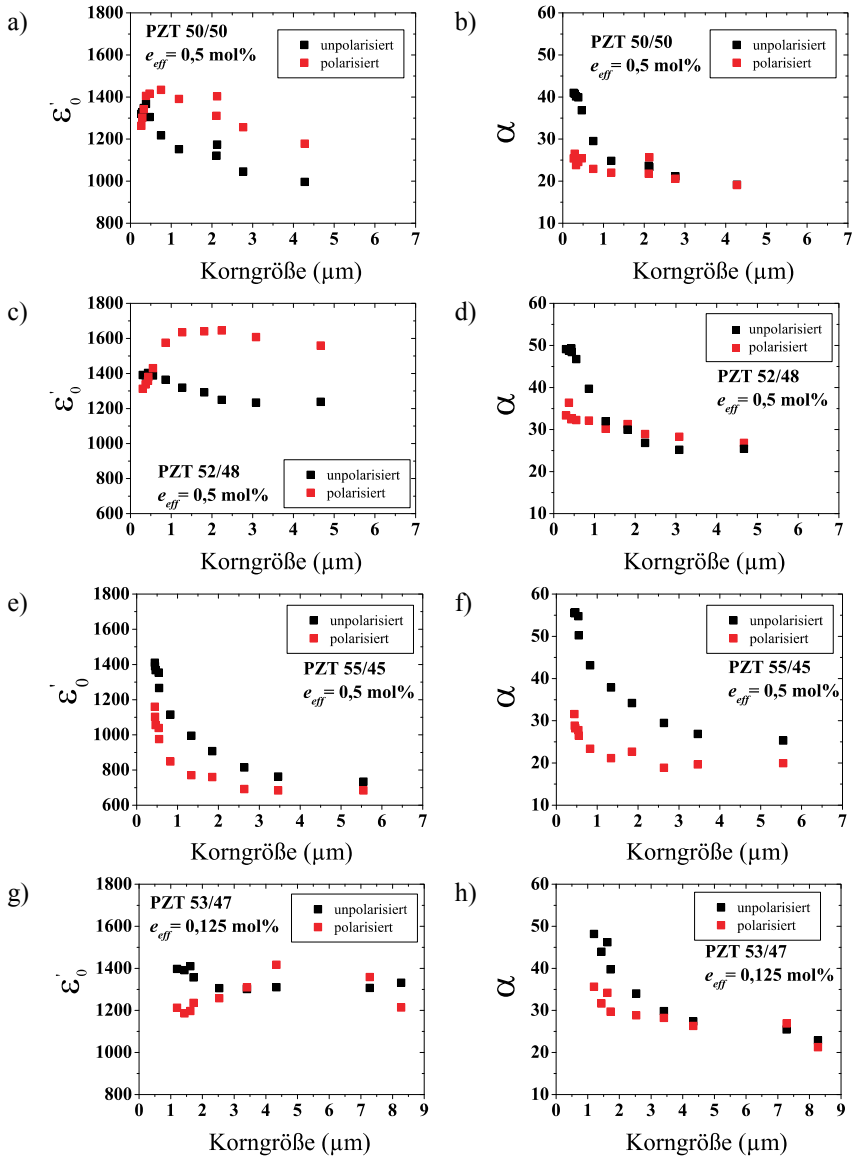 a)
PZT 50/50
e_eff = 0,5 mol%
unpolarisiert
polarisiert
1800
1600
1400
1200
1000
800
ε′₀
0 1 2 3 4 5 6 7
Korngröße (µm)
b)
PZT 50/50
e_eff = 0,5 mol%
unpolarisiert
polarisiert
60
50
40
30
20
10
α
0 1 2 3 4 5 6 7
Korngröße (µm)
c)
1800
1600
1400
1200
1000
800
600
ε′₀
PZT 52/48
e_eff = 0,5 mol%
unpolarisiert
polarisiert
0 1 2 3 4 5 6 7
Korngröße (µm)
d)
60
50
40
30
20
10
α
unpolarisiert
polarisiert
PZT 52/48
e_eff = 0,5 mol%
0 1 2 3 4 5 6 7
Korngröße (µm)
e)
1800
1600
1400
1200
1000
800
600
ε′₀
unpolarisiert
polarisiert
PZT 55/45
e_eff = 0,5 mol%
0 1 2 3 4 5 6 7
Korngröße (µm)
f)
60
50
40
30
20
10
α
unpolarisiert
polarisiert
PZT 55/45
e_eff = 0,5 mol%
0 1 2 3 4 5 6 7
Korngröße (µm)
g)
1800
1600
1400
1200
1000
800
ε′₀
PZT 53/47
e_eff = 0,125 mol%
unpolarisiert
polarisiert
0 1 2 3 4 5 6 7 8 9
Korngröße (µm)
h)
60
50
40
30
20
10
α
unpolarisiert
polarisiert
PZT 53/47
e_eff = 0,125 mol%
0 1 2 3 4 5 6 7 8 9
Korngröße (µm)